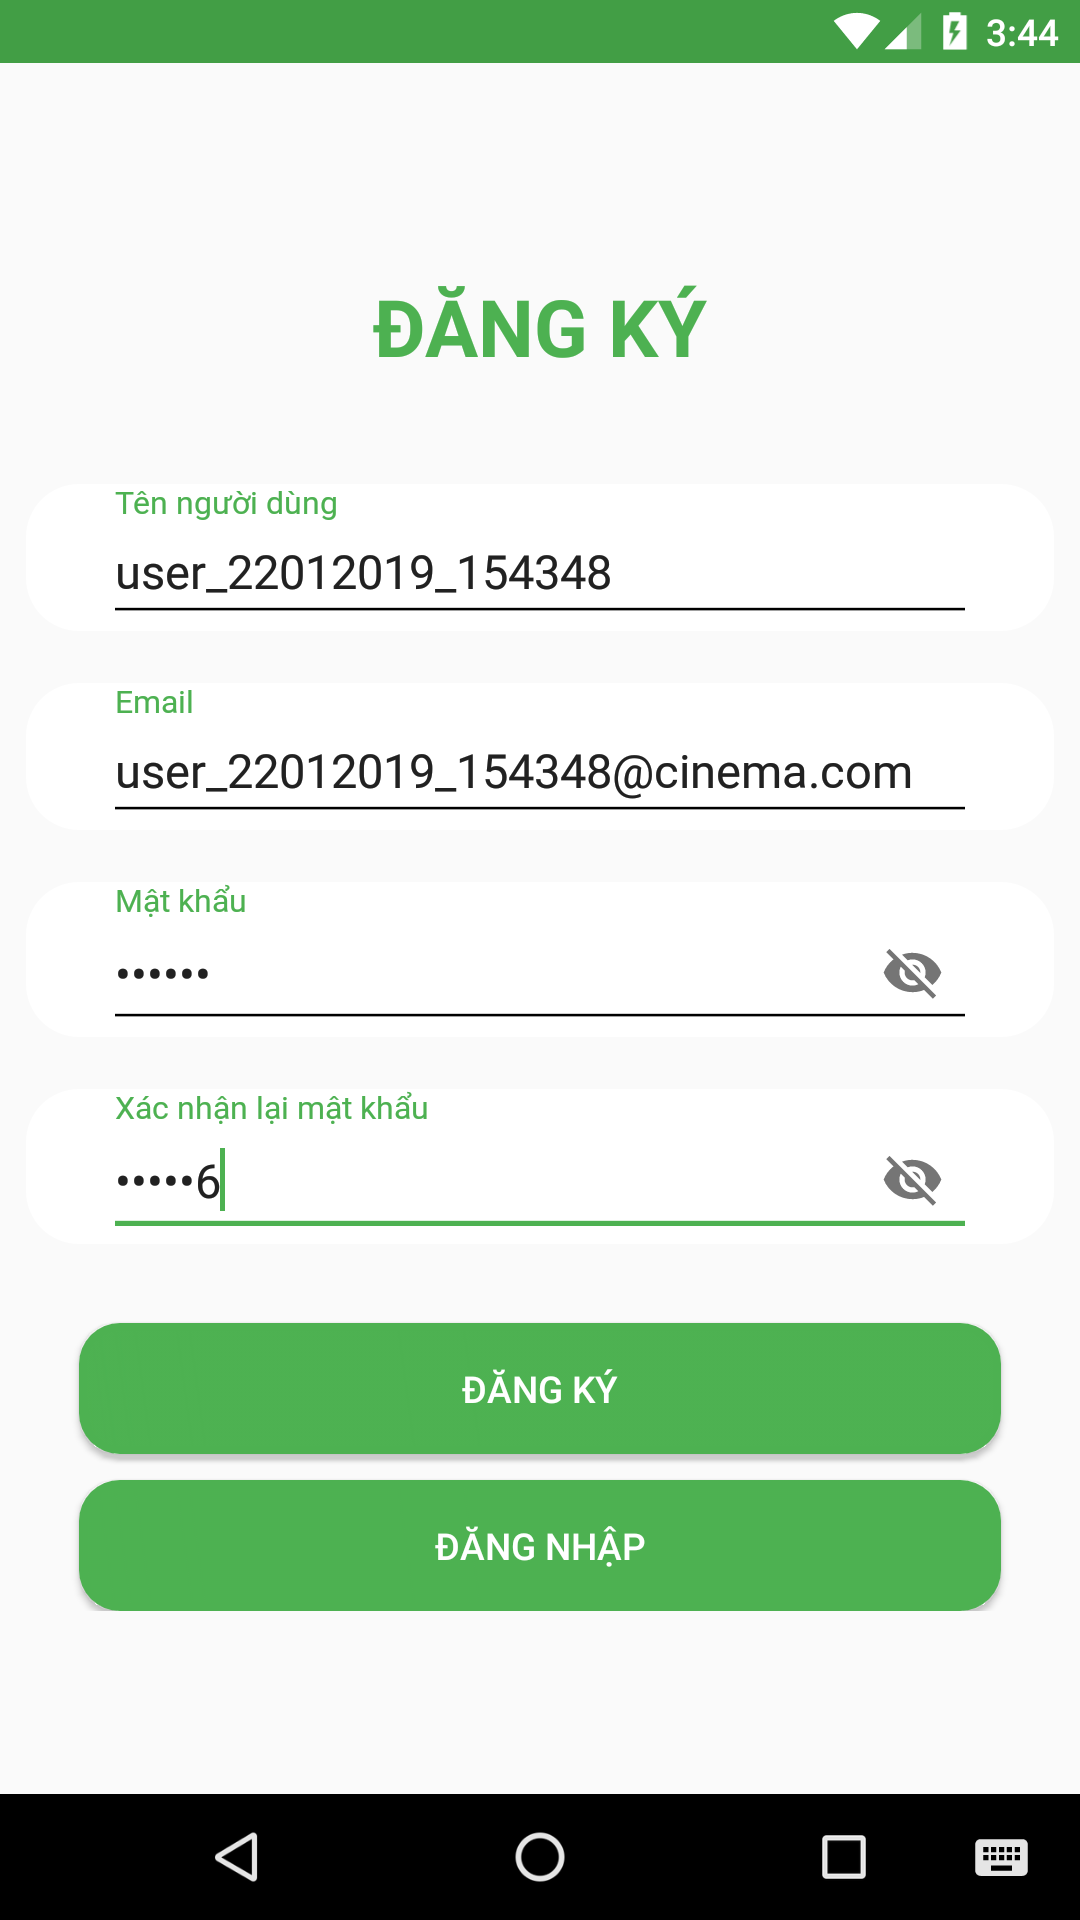 3:44
ĐĂNG KÝ
Tên người dùng
user_22012019_154348
Email
user_22012019_154348@cinema.com
Mật khẩu
••••••
Xác nhận lại mật khẩu
•••••6
ĐĂNG KÝ
ĐĂNG NHẬP